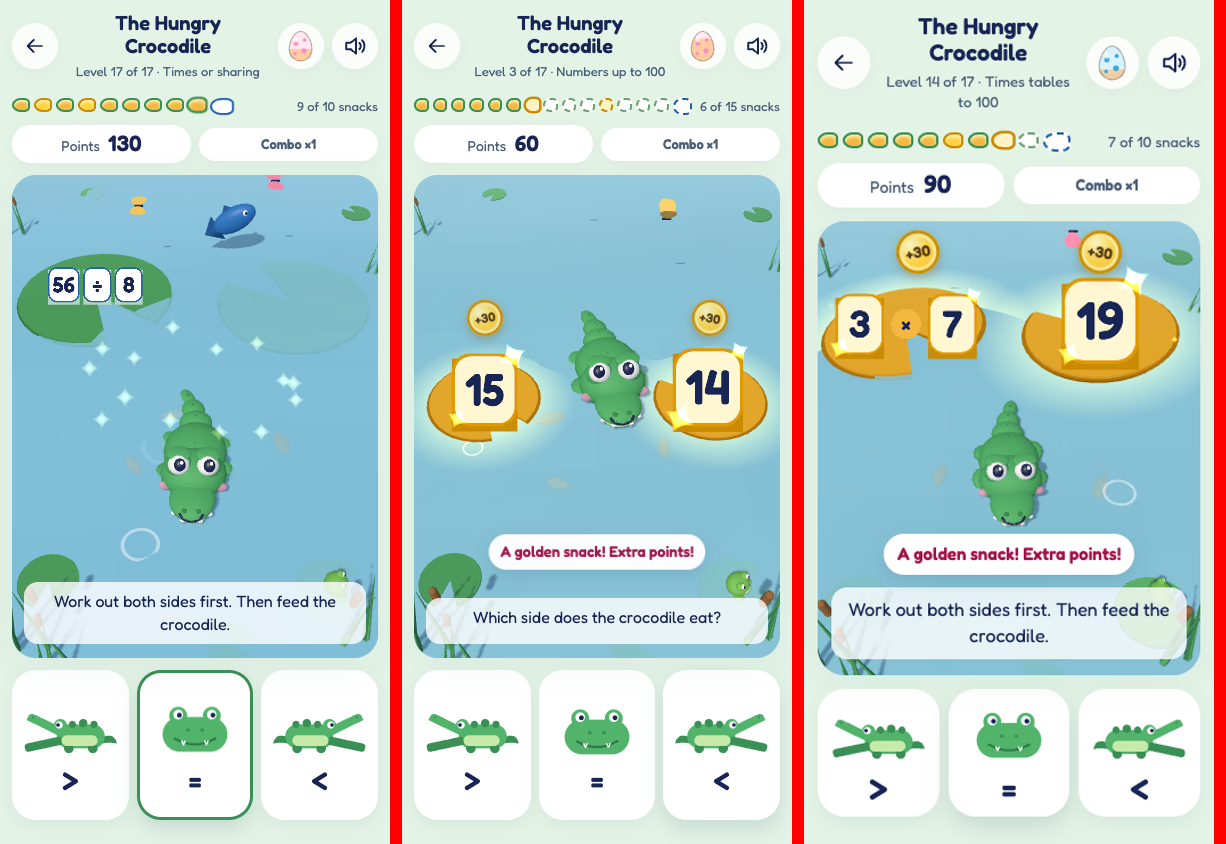 The Hungry
Crocodile
Level 17 of 17 · Times or sharing
9 of 10 snacks
Points 130
Combo ×1
56 ÷ 8
Work out both sides first. Then feed the
crocodile.
>
=
<
The Hungry
Crocodile
Level 3 of 17 · Numbers up to 100
6 of 15 snacks
Points 60
Combo ×1
+30
+30
15
14
A golden snack! Extra points!
Which side does the crocodile eat?
>
=
<
The Hungry
Crocodile
Level 14 of 17 · Times tables
to 100
7 of 10 snacks
Points 90
Combo ×1
+30
+30
3 × 7
19
A golden snack! Extra points!
Work out both sides first. Then feed the
crocodile.
>
=
<